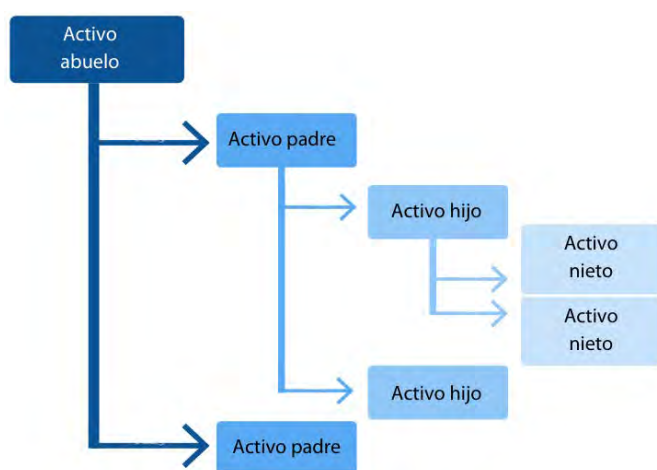 Activo
abuelo
Activo padre
Activo hijo
Activo
nieto
Activo
nieto
Activo hijo
Activo padre